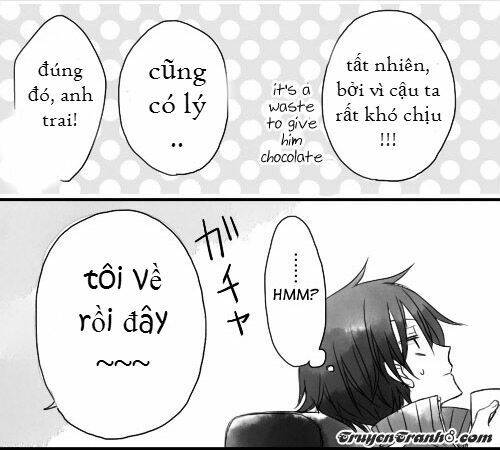 tất nhiên,
bởi vì cậu ta
rất khó chịu
!!!
it's a
waste
to give
him
chocolate
cũng
có lý
..
đúng
đó, anh
trai!
......
HMM?
ガチャ
tôi về
rồi đây
~~~
TruyenTranh8.com